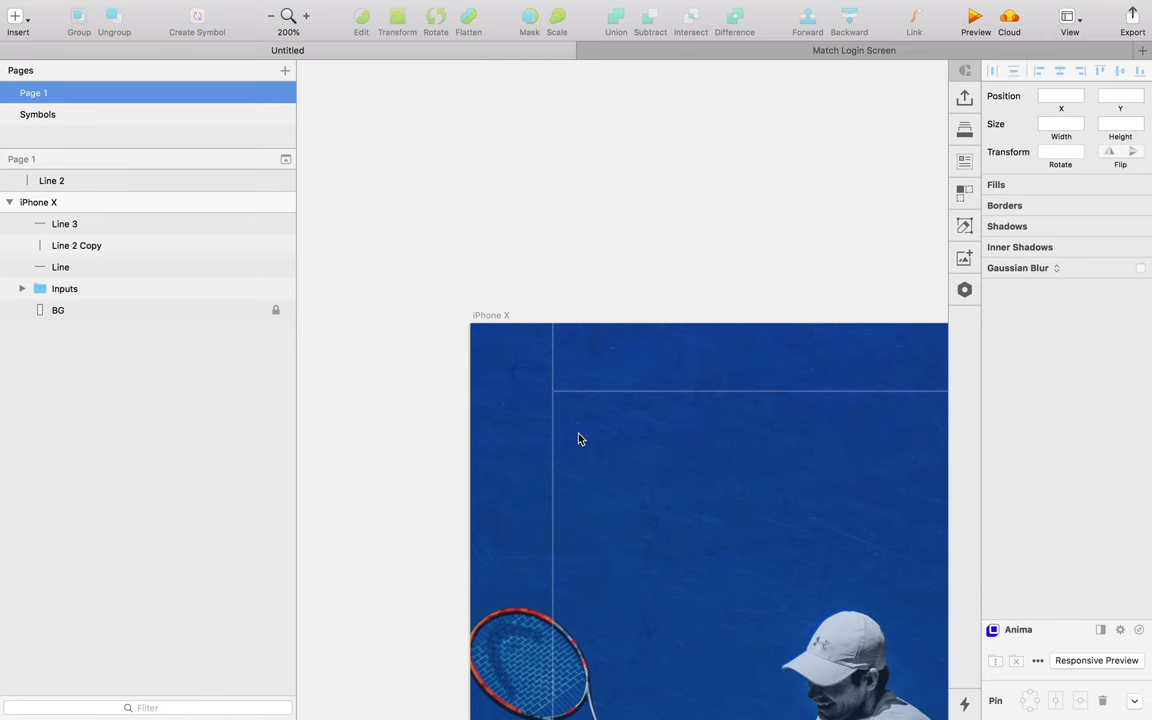 Insert
Group
Ungroup
Create Symbol
200%
Edit
Transform
Rotate
Flatten
Mask
Scale
Union
Subtract
Intersect
Difference
Forward
Backward
Link
Preview
Cloud
View
Export
Untitled
Match Login Screen
Pages
Page 1
Symbols
Page 1
Line 2
iPhone X
Line 3
Line 2 Copy
Line
Inputs
BG
Filter
iPhone X
Position
X
Y
Size
Width
Height
Transform
Rotate
Flip
Fills
Borders
Shadows
Inner Shadows
Gaussian Blur
Anima
Responsive Preview
Pin